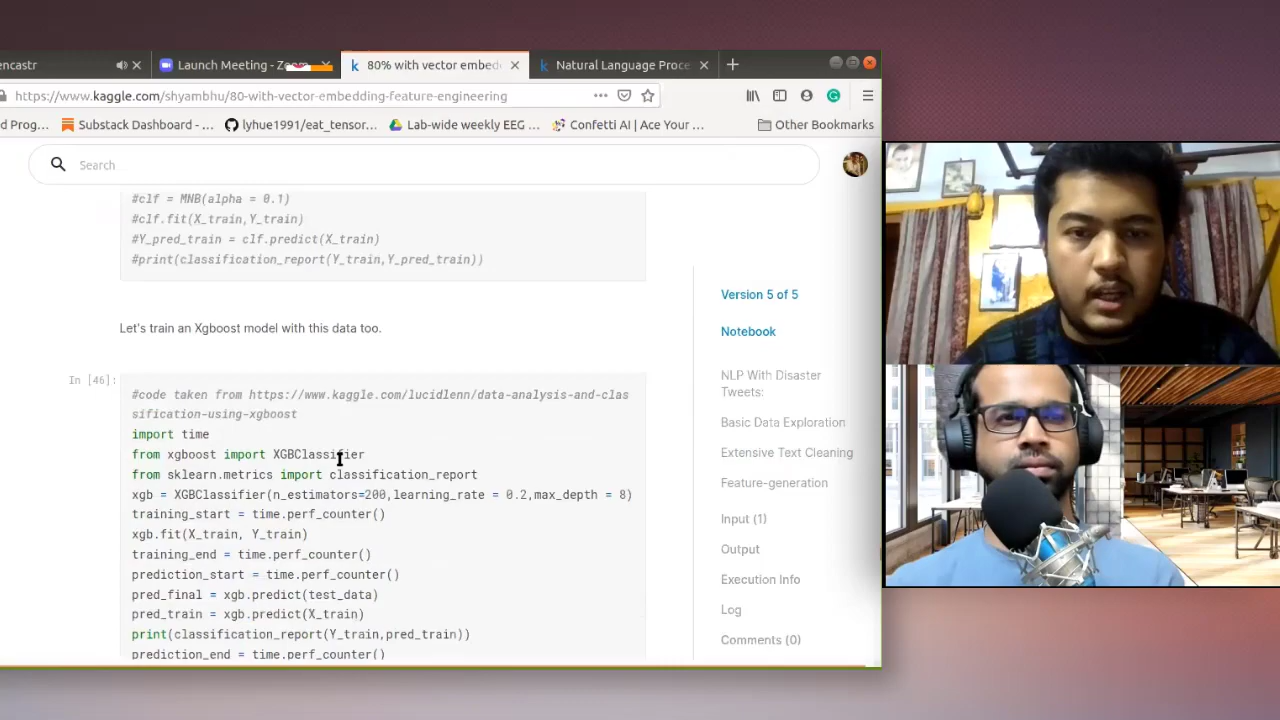 encastr
Launch Meeting - Zoom
80% with vector embed
Natural Language Proce
https://www.kaggle.com/shyambhu/80-with-vector-embedding-feature-engineering
d Prog...
Substack Dashboard - ...
lyhue1991/eat_tensor...
Lab-wide weekly EEG ...
Confetti AI | Ace Your ...
Other Bookmarks
Search
#clf = MNB(alpha = 0.1)
#clf.fit(X_train,Y_train)
#Y_pred_train = clf.predict(X_train)
#print(classification_report(Y_train,Y_pred_train))
Let's train an Xgboost model with this data too.
In [46]:
#code taken from https://www.kaggle.com/lucidlenn/data-analysis-and-clas
sification-using-xgboost
import time
from xgboost import XGBClassifier
from sklearn.metrics import classification_report
xgb = XGBClassifier(n_estimators=200,learning_rate = 0.2,max_depth = 8)
training_start = time.perf_counter()
xgb.fit(X_train, Y_train)
training_end = time.perf_counter()
prediction_start = time.perf_counter()
pred_final = xgb.predict(test_data)
pred_train = xgb.predict(X_train)
print(classification_report(Y_train,pred_train))
prediction_end = time.perf_counter()
Version 5 of 5
Notebook
NLP With Disaster
Tweets:
Basic Data Exploration
Extensive Text Cleaning
Feature-generation
Input (1)
Output
Execution Info
Log
Comments (0)